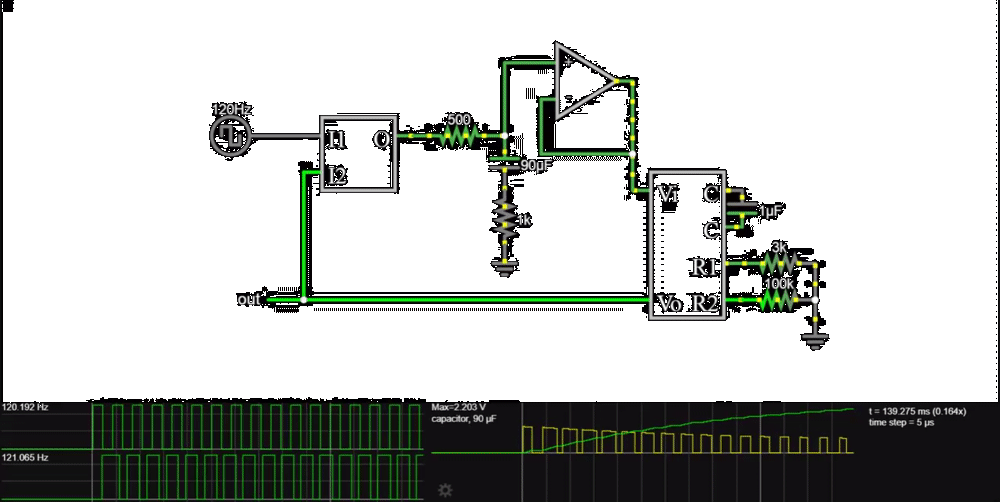 120Hz
I1 O
I2
500
90μF
1k
Vi C
C
1μF
R1
3k
100k
out
Vo R2
120.192 Hz
121.065 Hz
Max=2.203 V
capacitor, 90 μF
t = 139.275 ms (0.164x)
time step = 5 μs